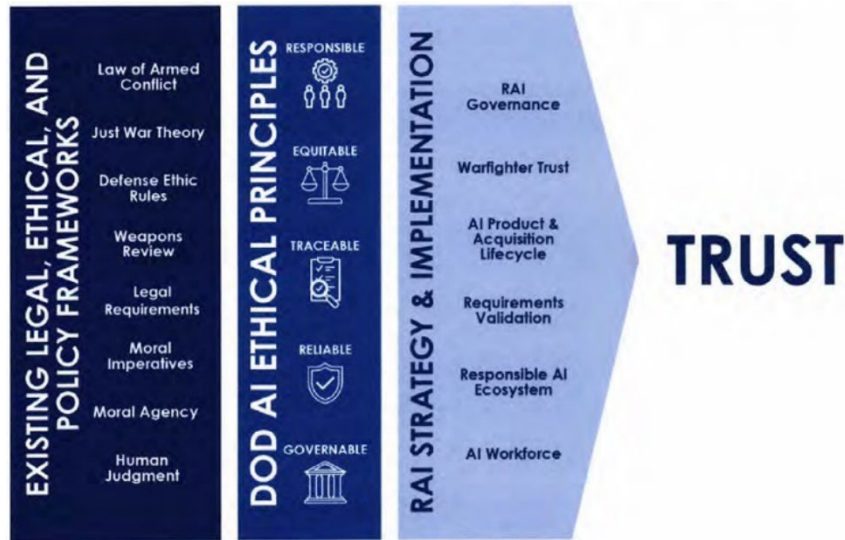 EXISTING LEGAL, ETHICAL, AND
POLICY FRAMEWORKS
Law of Armed
Conflict
Just War Theory
Defense Ethic
Rules
Weapons
Review
Legal
Requirements
Moral
Imperatives
Moral Agency
Human
Judgment
DOD AI ETHICAL PRINCIPLES
RESPONSIBLE
EQUITABLE
TRACEABLE
RELIABLE
GOVERNABLE
RAI STRATEGY & IMPLEMENTATION
RAI
Governance
Warfighter Trust
AI Product &
Acquisition
Lifecycle
Requirements
Validation
Responsible AI
Ecosystem
AI Workforce
TRUST